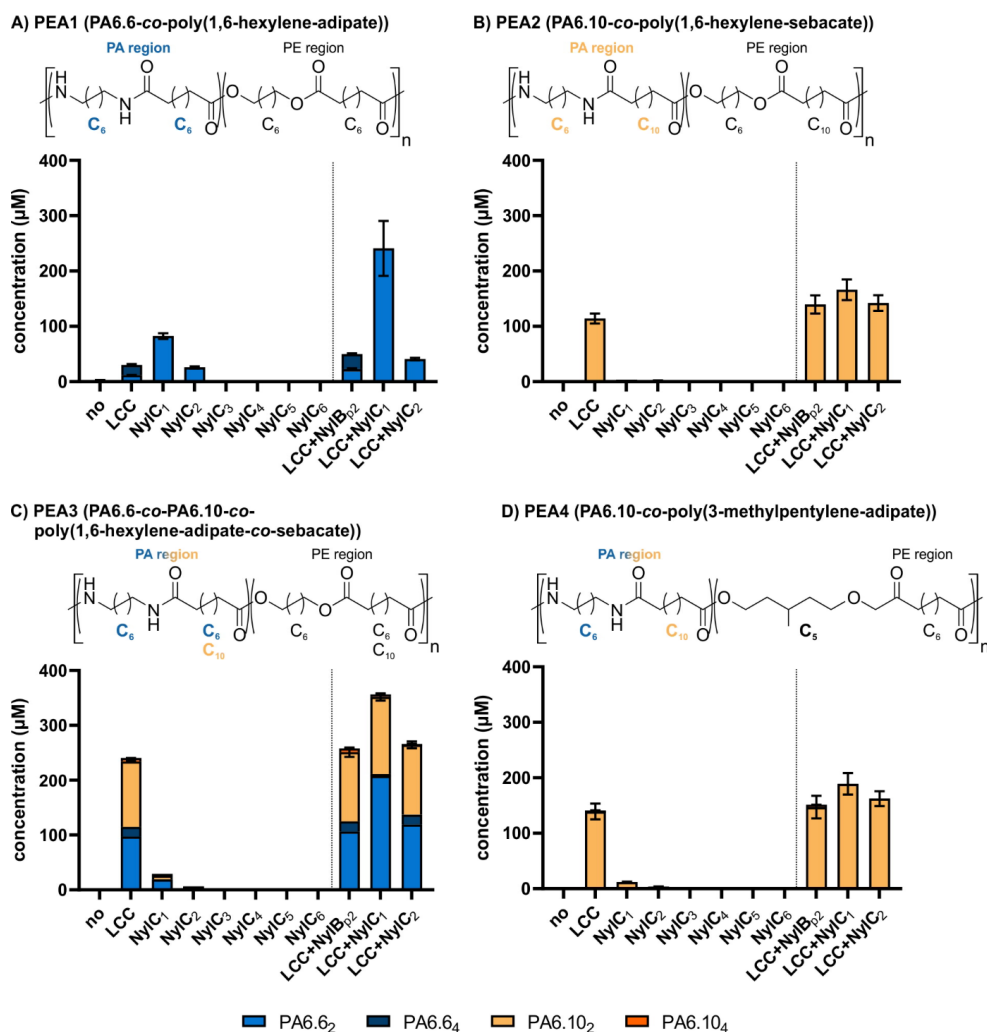 A) PEA1 (PA6.6-co-poly(1,6-hexylene-adipate))
PA region
PE region
H
N
O
N
H
O
O
O
O
O
n
C6
C6
C6
C6
concentration (µM)
400
300
200
100
0
no
LCC
NylC1
NylC2
NylC3
NylC4
NylC5
NylC6
LCC+NylBp2
LCC+NylC1
LCC+NylC2
B) PEA2 (PA6.10-co-poly(1,6-hexylene-sebacate))
PA region
PE region
H
N
O
N
H
O
O
O
O
O
n
C6
C10
C6
C10
concentration (µM)
400
300
200
100
0
no
LCC
NylC1
NylC2
NylC3
NylC4
NylC5
NylC6
LCC+NylBp2
LCC+NylC1
LCC+NylC2
C) PEA3 (PA6.6-co-PA6.10-co-
poly(1,6-hexylene-adipate-co-sebacate))
PA region
PE region
H
N
O
N
H
O
O
O
O
O
n
C6
C6
C10
C6
C6
C10
concentration (µM)
400
300
200
100
0
no
LCC
NylC1
NylC2
NylC3
NylC4
NylC5
NylC6
LCC+NylBp2
LCC+NylC1
LCC+NylC2
D) PEA4 (PA6.10-co-poly(3-methylpentylene-adipate))
PA region
PE region
H
N
O
N
H
O
O
O
O
O
n
C6
C10
C5
C6
concentration (µM)
400
300
200
100
0
no
LCC
NylC1
NylC2
NylC3
NylC4
NylC5
NylC6
LCC+NylBp2
LCC+NylC1
LCC+NylC2
PA6.62
PA6.64
PA6.102
PA6.104